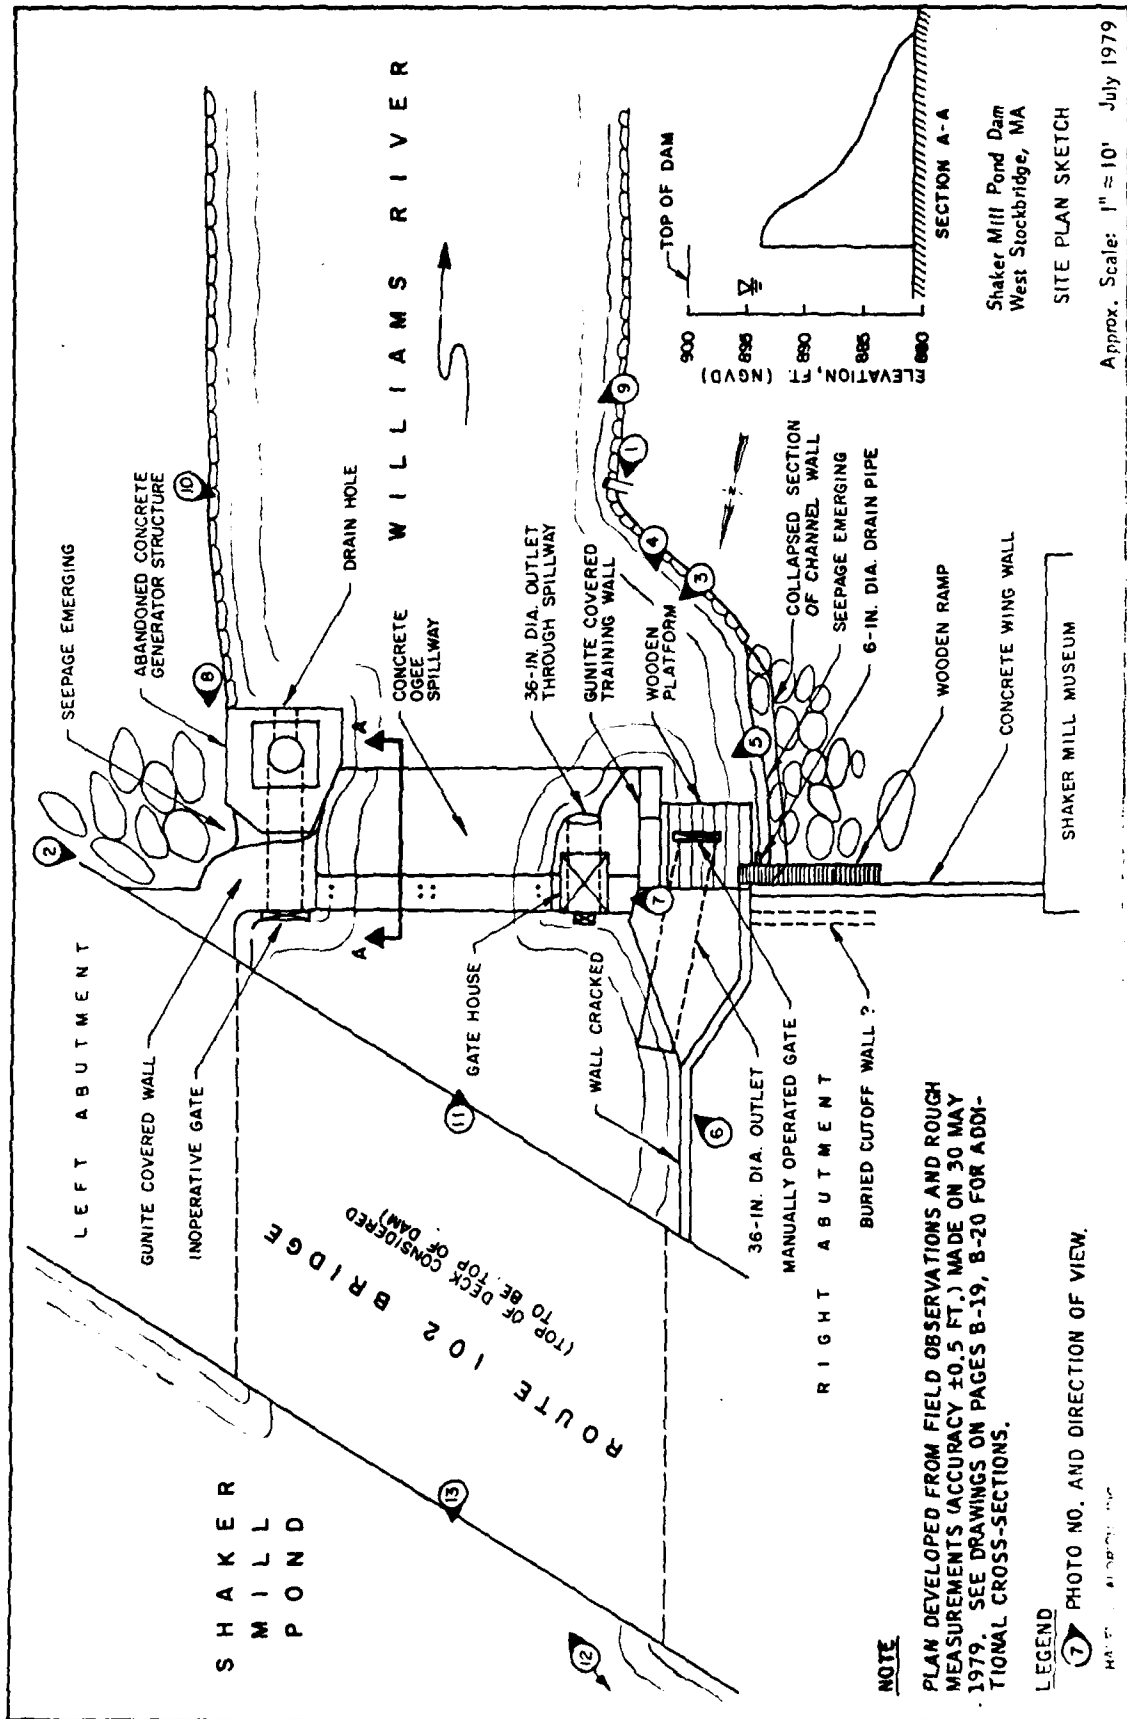 LEFT ABUTMENT
SEEPAGE EMERGING
ABANDONED CONCRETE
GENERATOR STRUCTURE
GUNITE COVERED WALL
INOPERATIVE GATE
DRAIN HOLE
WILLIAMS RIVER
SHAKER
MILL
POND
ROUTE 102 BRIDGE
(TOP OF DECK CONSIDERED
TO BE, TOP OF DAM)
A
A
CONCRETE
OGEE
SPILLWAY
36-IN. DIA. OUTLET
THROUGH SPILLWAY
GUNITE COVERED
TRAINING WALL
WOODEN
PLATFORM
GATE HOUSE
WALL CRACKED
36-IN. DIA. OUTLET
MANUALLY OPERATED GATE
RIGHT ABUTMENT
BURIED CUTOFF WALL ?
COLLAPSED SECTION
OF CHANNEL WALL
SEEPAGE EMERGING
6-IN. DIA. DRAIN PIPE
WOODEN RAMP
CONCRETE WING WALL
SHAKER MILL MUSEUM
2
8
10
11
13
12
7
6
5
3
4
1
9
TOP OF DAM
900
895
890
885
880
ELEVATION, FT. (NGVD)
SECTION A-A
NOTE
PLAN DEVELOPED FROM FIELD OBSERVATIONS AND ROUGH
MEASUREMENTS (ACCURACY ±0.5 FT.) MADE ON 30 MAY
1979. SEE DRAWINGS ON PAGES B-19, B-20 FOR ADDI-
TIONAL CROSS-SECTIONS.
LEGEND
7 PHOTO NO. AND DIRECTION OF VIEW.
Shaker Mill Pond Dam
West Stockbridge, MA
SITE PLAN SKETCH
Approx. Scale: 1" = 10' July 1979